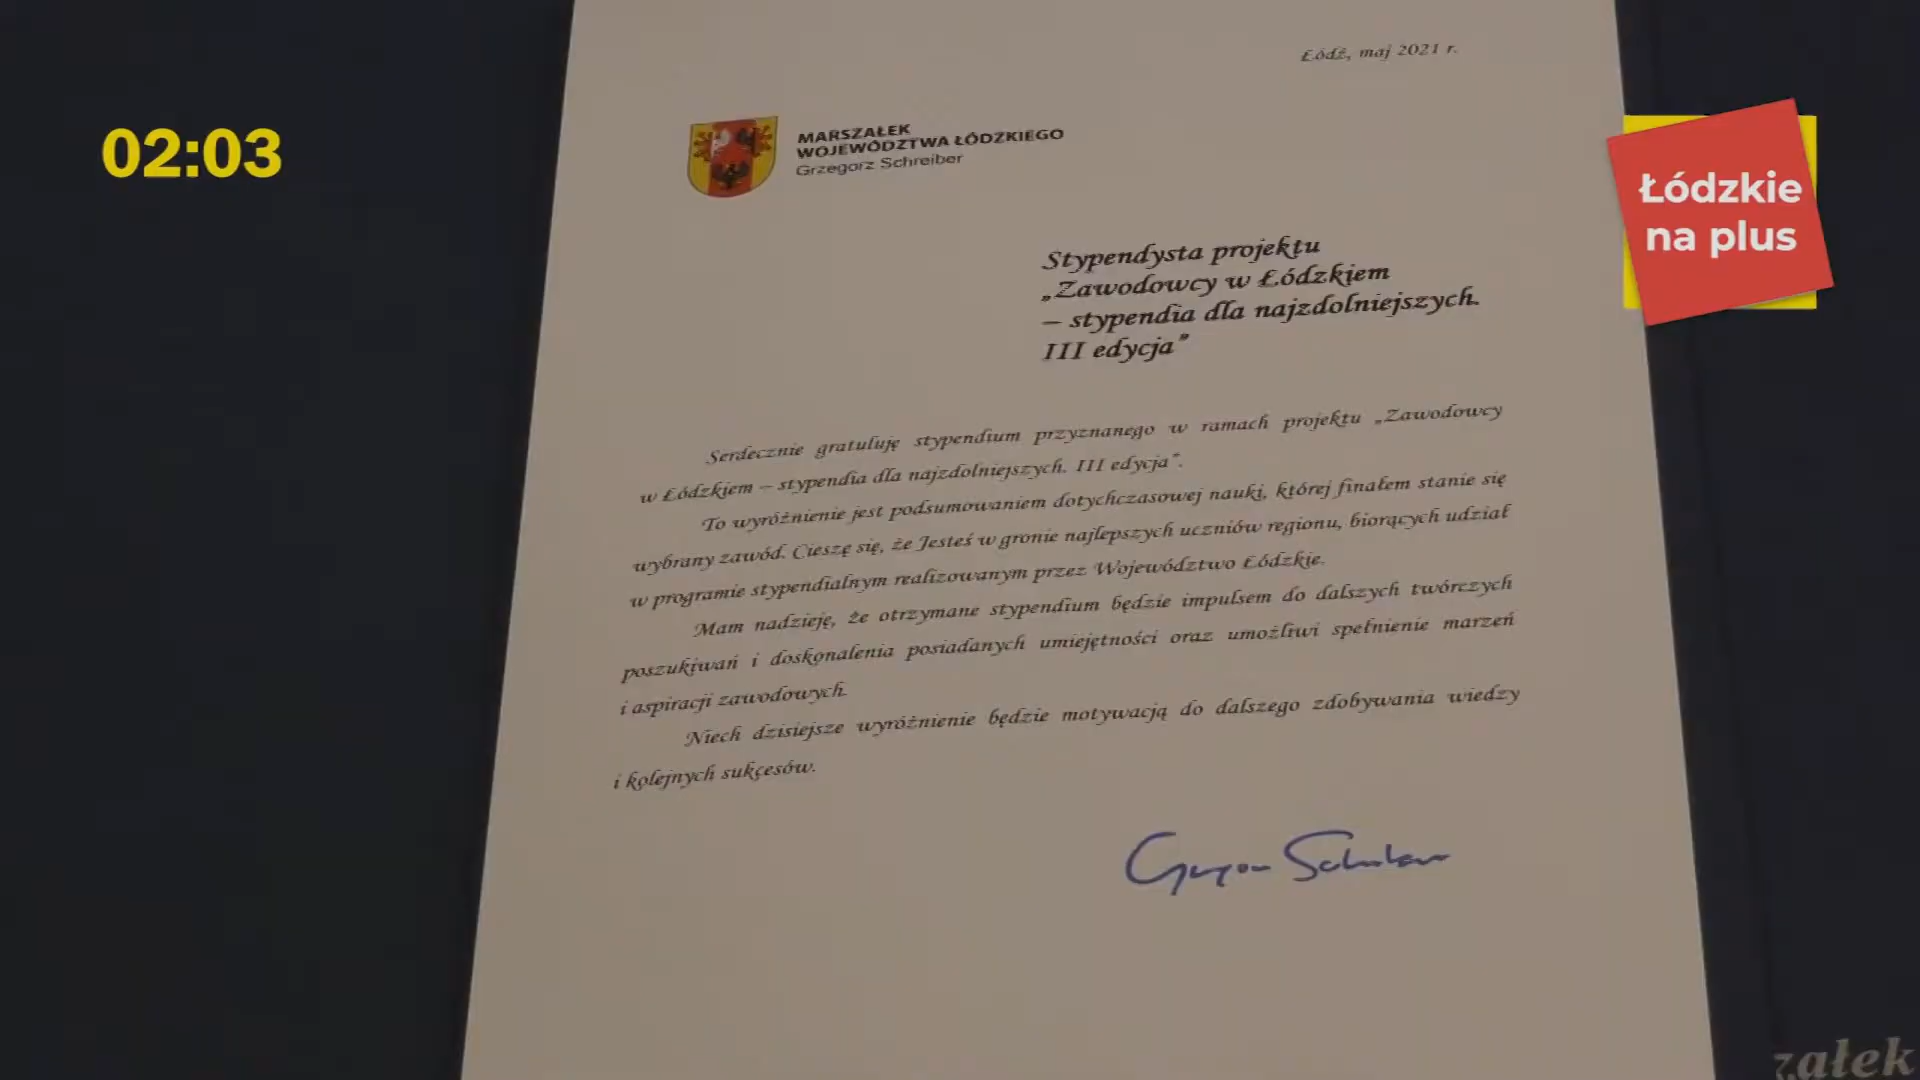 Łódź, maj 2021 r.
02:03
MARSZAŁEK
WOJEWÓDZTWA ŁÓDZKIEGO
Grzegorz Schreiber
Łódzkie
na plus
Stypendysta projektu
„Zawodowcy w Łódzkiem
– stypendia dla najzdolniejszych.
III edycja”
Serdecznie gratuluję stypendium przyznanego w ramach projektu „Zawodowcy
w Łódzkiem – stypendia dla najzdolniejszych. III edycja”.
To wyróżnienie jest podsumowaniem dotychczasowej nauki, której finałem stanie się
wybrany zawód. Cieszę się, że Jesteś w gronie najlepszych uczniów regionu, biorących udział
w programie stypendialnym realizowanym przez Województwo Łódzkie.
Mam nadzieję, że otrzymane stypendium będzie impulsem do dalszych twórczych
poszukiwań i doskonalenia posiadanych umiejętności oraz umożliwi spełnienie marzeń
i aspiracji zawodowych.
Niech dzisiejsze wyróżnienie będzie motywacją do dalszego zdobywania wiedzy
i kolejnych sukcesów.
Grzegorz Schreiber
załek